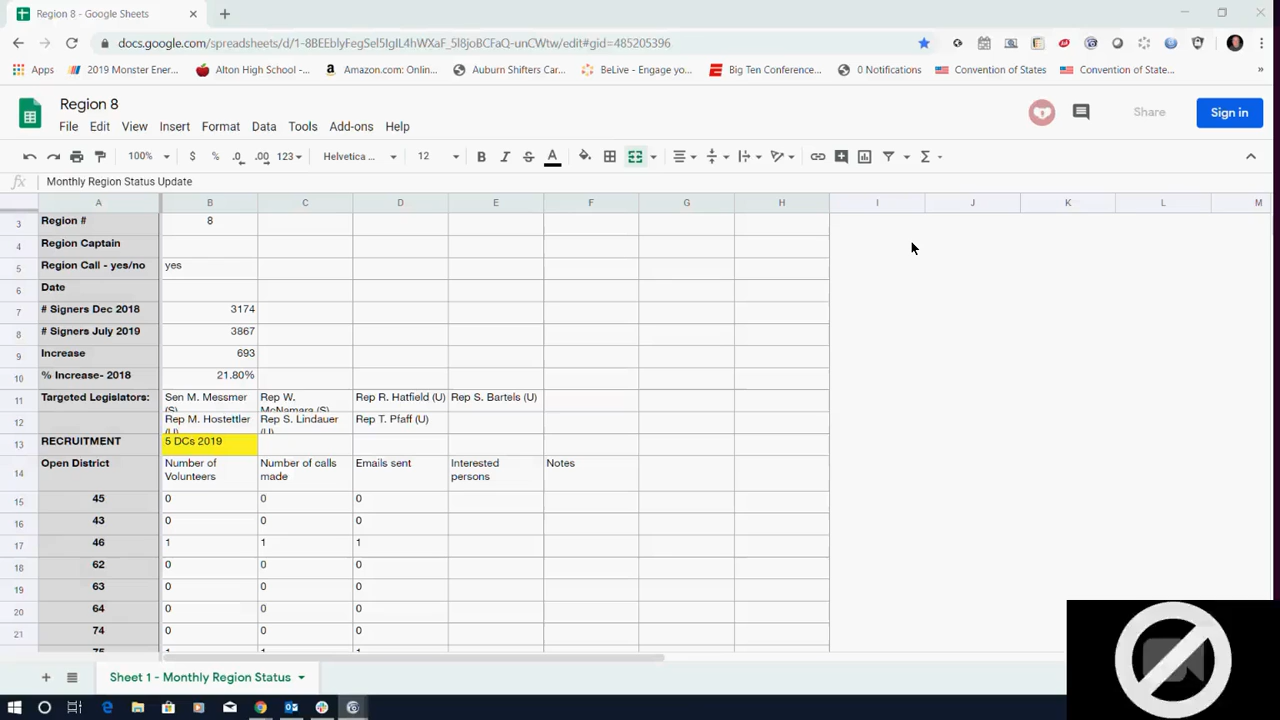 Region 8 - Google Sheets
docs.google.com/spreadsheets/d/1-8BEEblyFegSel5IgIL4hWXaF_5l8joBCFaQ-unCWtw/edit#gid=485205396
Apps 2019 Monster Ener... Alton High School -... Amazon.com: Onlin... Auburn Shifters Car... BeLive - Engage yo... Big Ten Conference... 0 Notifications Convention of States Convention of State... »
Region 8
Share Sign in
File Edit View Insert Format Data Tools Add-ons Help
100% $ % .0 .00 123 Helvetica ... 12 B I S A Σ
fx Monthly Region Status Update
A B C D E F G H I J K L M
3 Region # 8
4 Region Captain
5 Region Call - yes/no yes
6 Date
7 # Signers Dec 2018 3174
8 # Signers July 2019 3867
9 Increase 693
10 % Increase- 2018 21.80%
11 Targeted Legislators: Sen M. Messmer (S) Rep W. McNamara (S) Rep R. Hatfield (U) Sen S. Bartels (U)
12 Rep M. Hostettler (U) Rep S. Lindauer (U) Rep T. Pfaff (U)
13 RECRUITMENT 5 DCs 2019
14 Open District Number of Volunteers Number of calls made Emails sent Interested persons Notes
15 45 0 0 0
16 43 0 0 0
17 46 1 1 1
18 62 0 0 0
19 63 0 0 0
20 64 0 0 0
21 74 0 0 0
75 1 1 1
Sheet 1 - Monthly Region Status